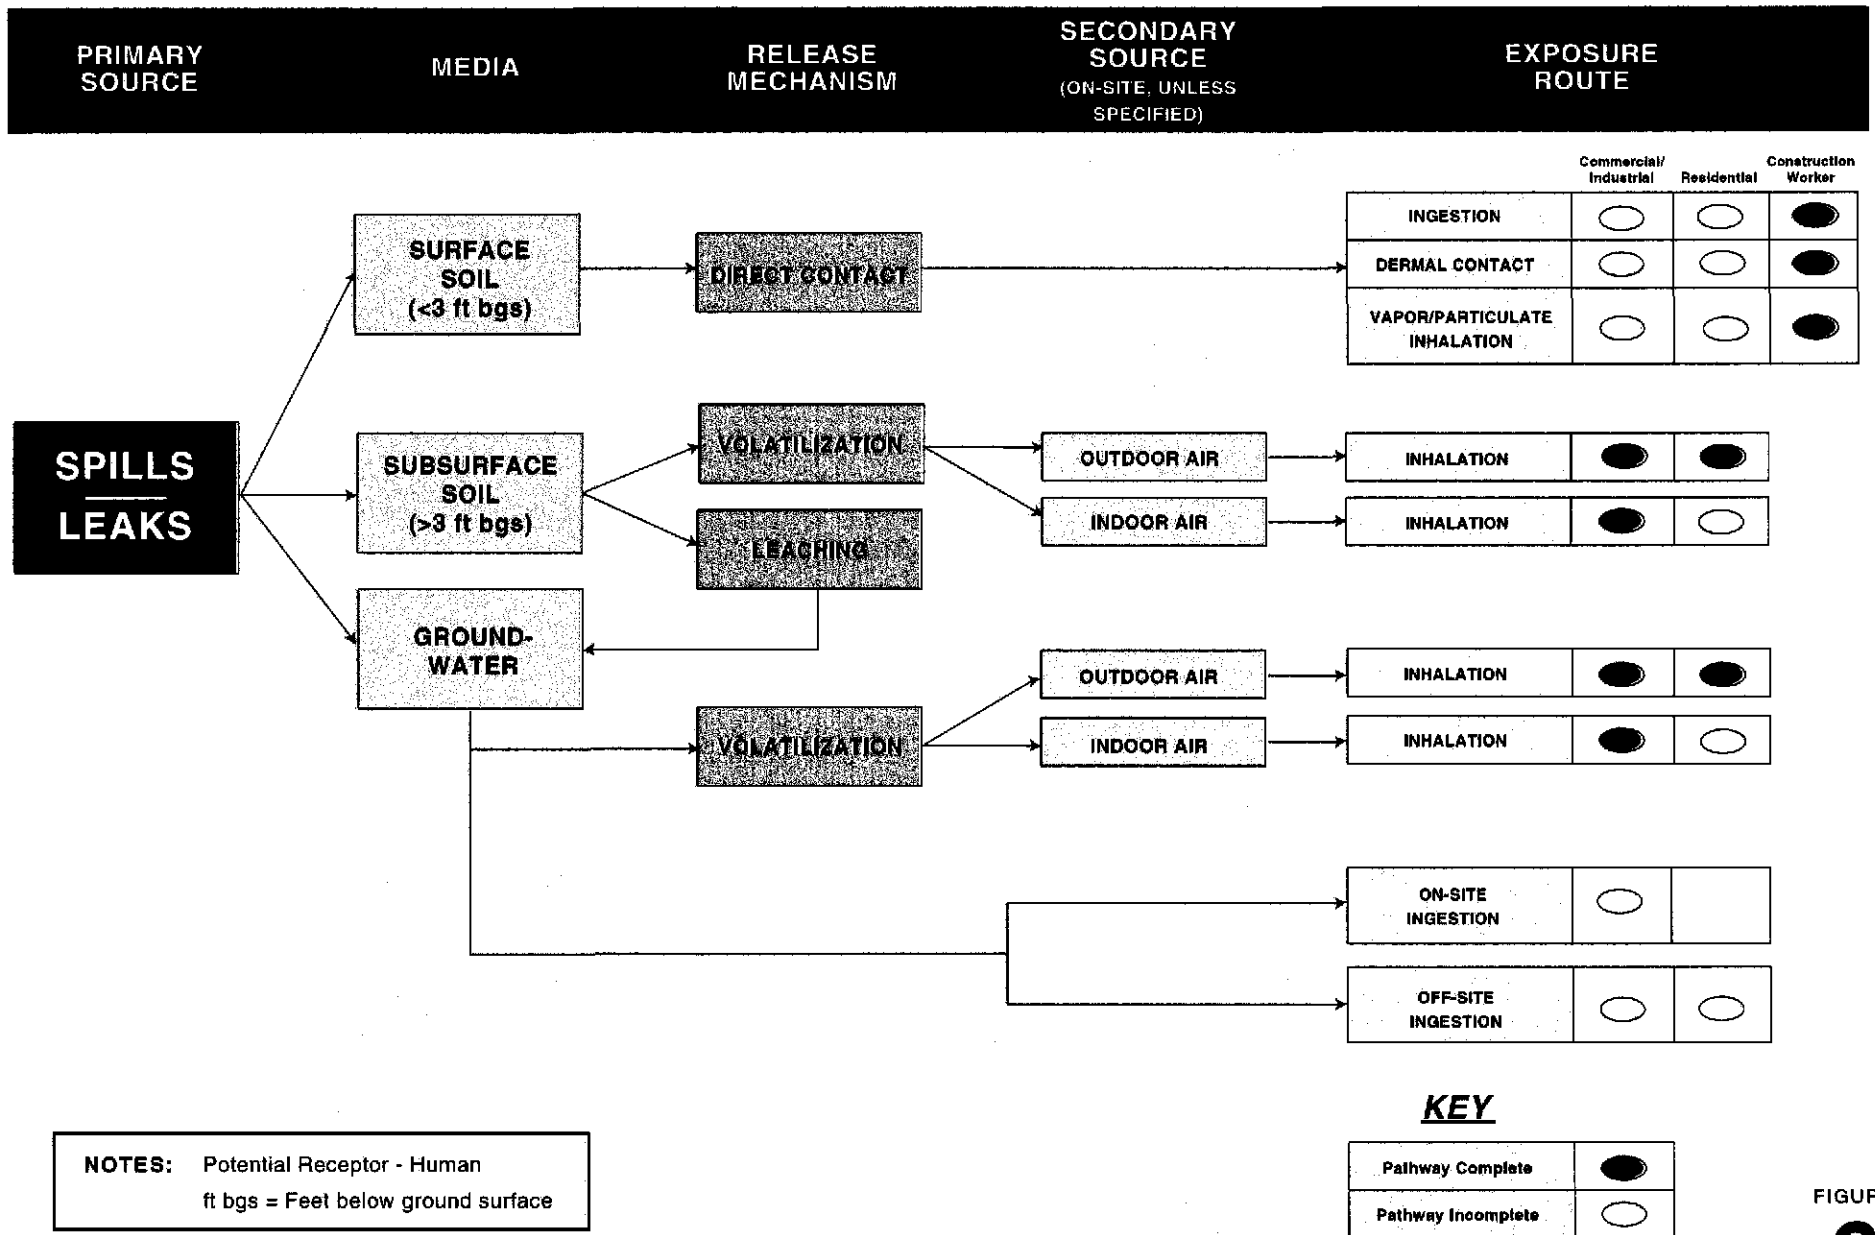 PRIMARY
SOURCE
MEDIA
RELEASE
MECHANISM
SECONDARY
SOURCE
(ON-SITE, UNLESS
SPECIFIED)
EXPOSURE
ROUTE
Commercial/
Industrial
Residential
Construction
Worker
SURFACE
SOIL
(<3 ft bgs)
DIRECT CONTACT
INGESTION
DERMAL CONTACT
VAPOR/PARTICULATE
INHALATION
SPILLS
LEAKS
SUBSURFACE
SOIL
(>3 ft bgs)
VOLATILIZATION
OUTDOOR AIR
INHALATION
INDOOR AIR
INHALATION
LEACHING
GROUND-
WATER
VOLATILIZATION
OUTDOOR AIR
INHALATION
INDOOR AIR
INHALATION
ON-SITE
INGESTION
OFF-SITE
INGESTION
KEY
Pathway Complete
Pathway Incomplete
NOTES: Potential Receptor - Human
ft bgs = Feet below ground surface
FIGUR